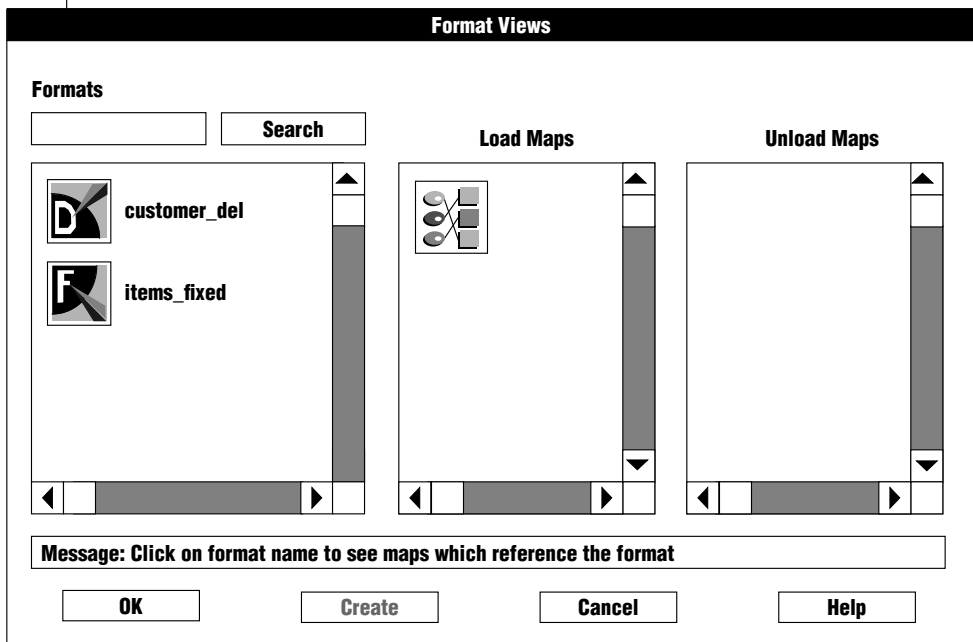 Format Views
Formats
Search
Load Maps
Unload Maps
D
customer_del
F
items_fixed
Message: Click on format name to see maps which reference the format
OK
Create
Cancel
Help